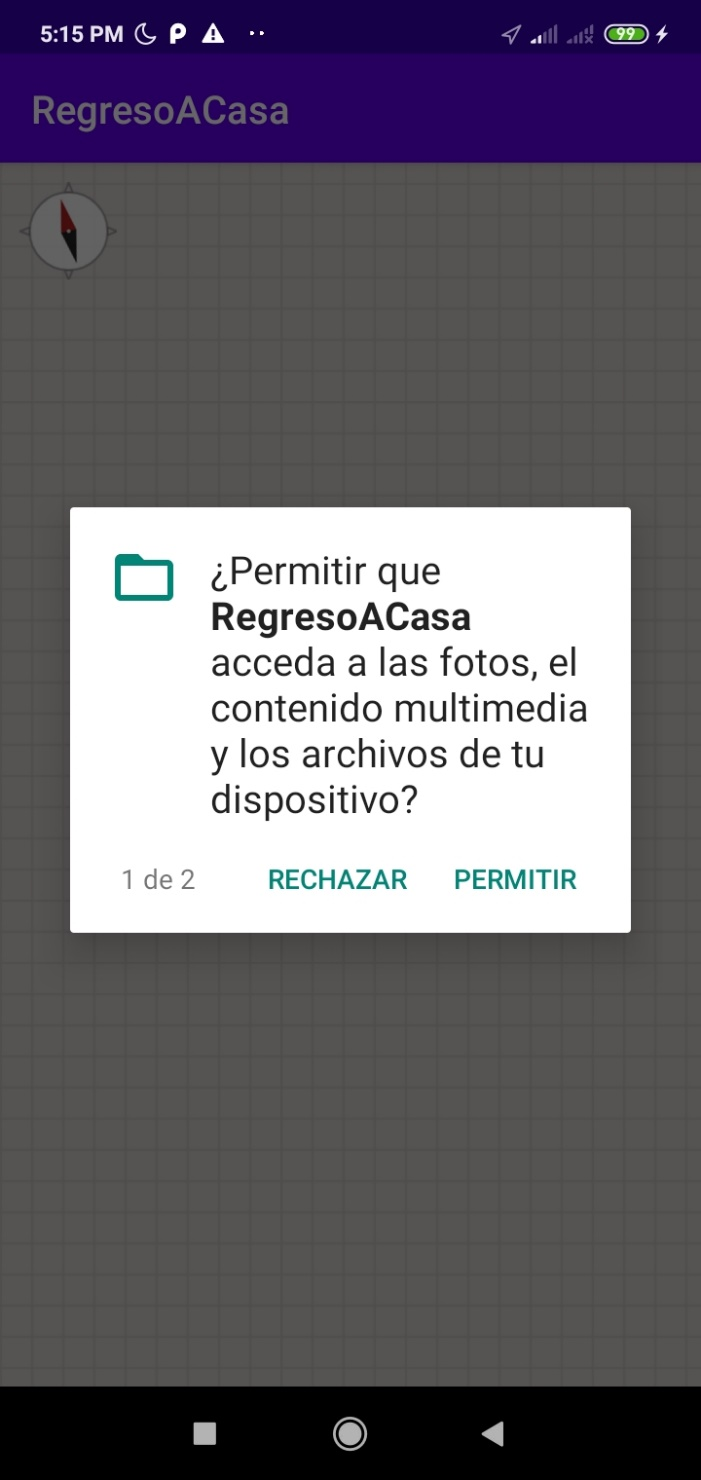 5:15 PM
99
RegresoACasa
¿Permitir que
RegresoACasa
acceda a las fotos, el
contenido multimedia
y los archivos de tu
dispositivo?
1 de 2 RECHAZAR PERMITIR